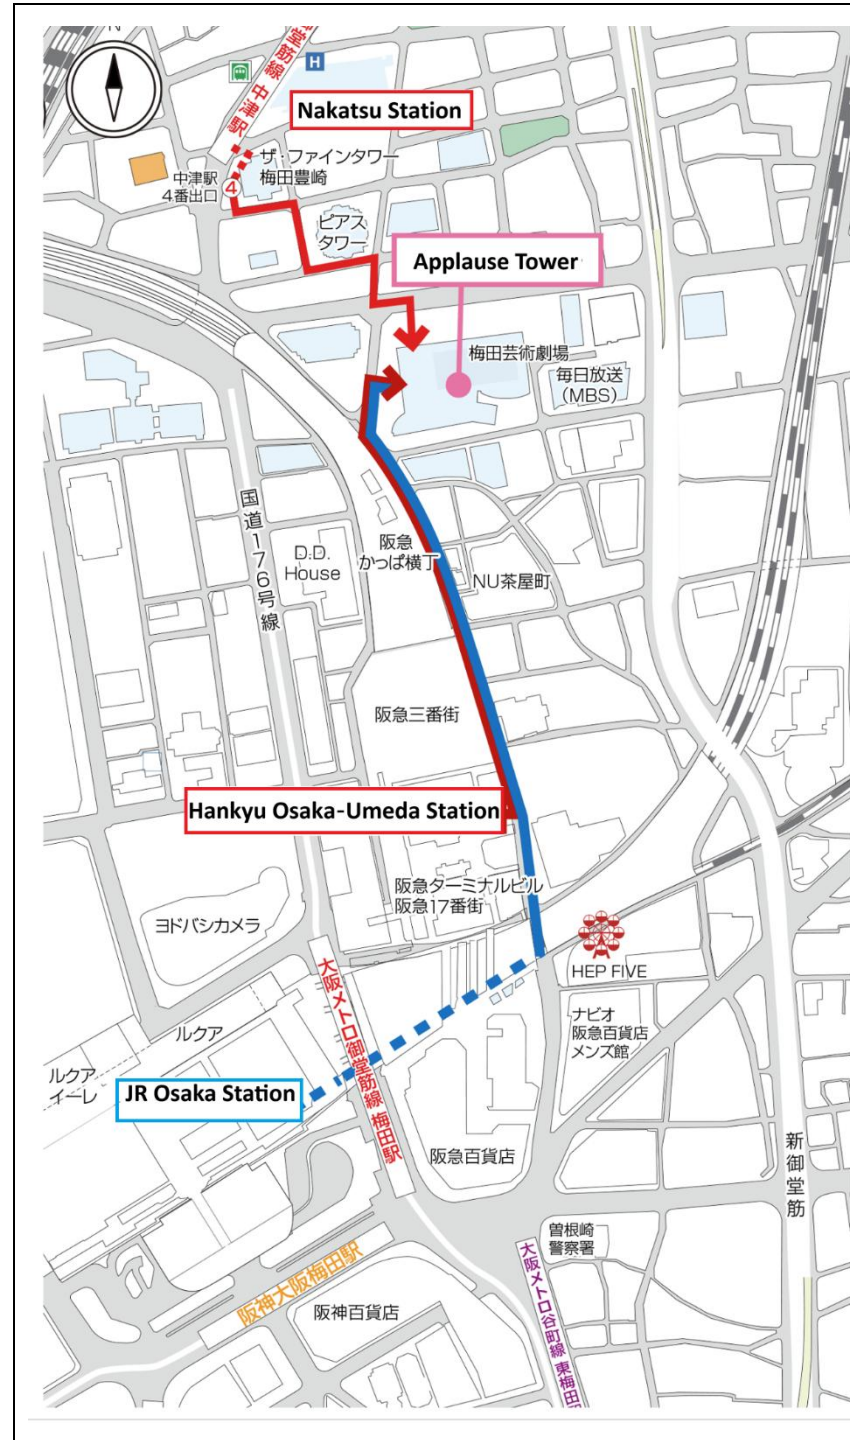 N
堂筋線 中津駅
H
Nakatsu Station
ザ・ファインタワー
梅田豊崎
中津駅
4番出口
4
ピアス
タワー
Applause Tower
梅田芸術劇場
毎日放送
(MBS)
国道176号線
D.D.
House
阪急
かっぱ横丁
NU茶屋町
阪急三番街
Hankyu Osaka-Umeda Station
阪急ターミナルビル
阪急17番街
ヨドバシカメラ
HEP FIVE
大阪メトロ御堂筋線 梅田駅
ルクア
ナビオ
阪急百貨店
メンズ館
ルクア
イーレ
JR Osaka Station
阪急百貨店
新御堂筋
曽根崎
警察署
阪神大阪梅田駅
大阪メトロ谷町線 東梅田
阪神百貨店